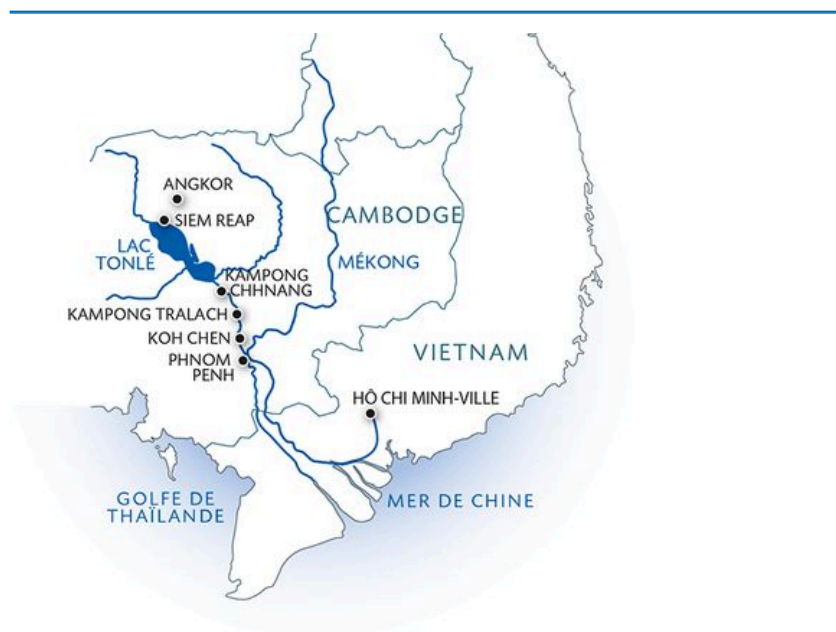 ANGKOR
SIEM REAP
CAMBODGE
LAC
TONLÉ
MÉKONG
KAMPONG
CHHNANG
KAMPONG TRALACH
KOH CHEN
PHNOM
PENH
VIETNAM
HÔ CHI MINH-VILLE
GOLFE DE
THAÏLANDE
MER DE CHINE